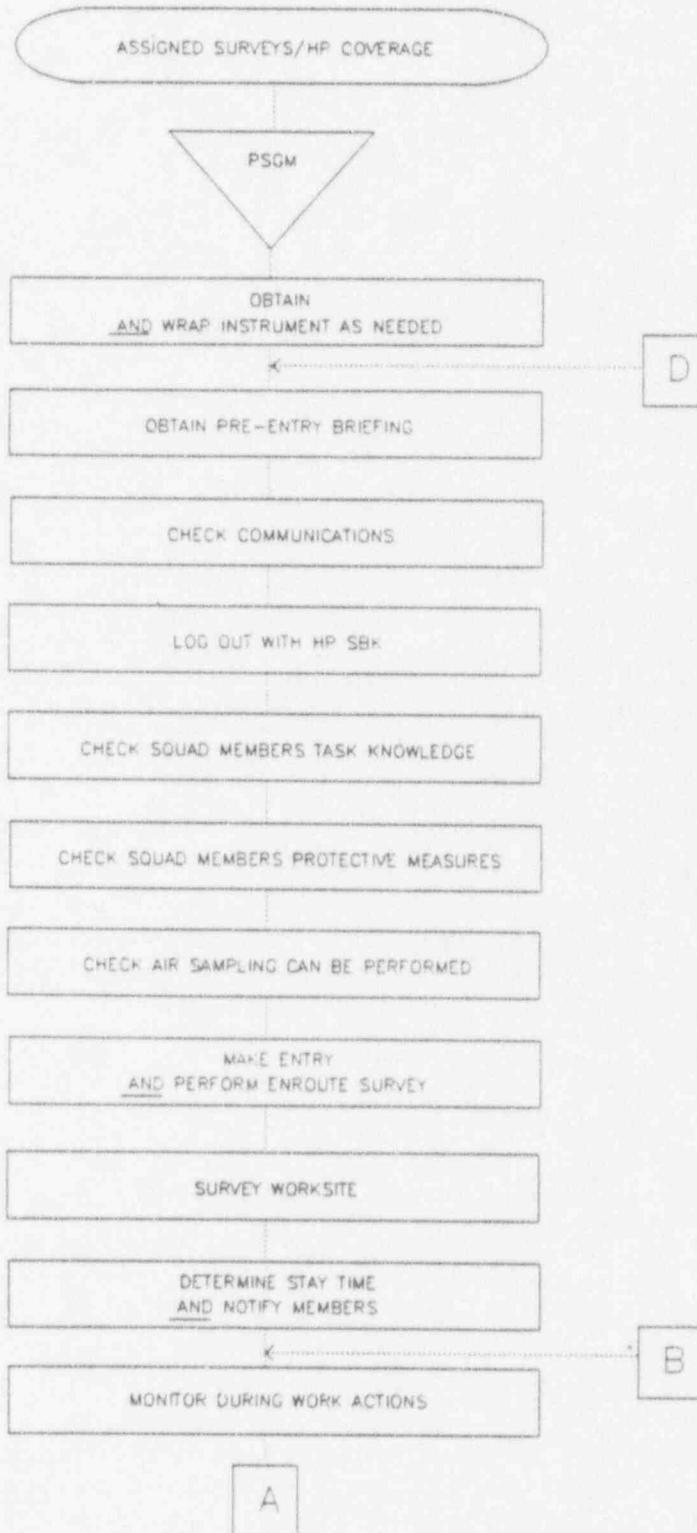 ASSIGNED SURVEYS/HP COVERAGE
PSGM
OBTAIN
AND WRAP INSTRUMENT AS NEEDED
D
OBTAIN PRE-ENTRY BRIEFING
CHECK COMMUNICATIONS
LOG OUT WITH HP SBK
CHECK SQUAD MEMBERS TASK KNOWLEDGE
CHECK SQUAD MEMBERS PROTECTIVE MEASURES
CHECK AIR SAMPLING CAN BE PERFORMED
MAKE ENTRY
AND PERFORM ENROUTE SURVEY
SURVEY WORKSITE
DETERMINE STAY TIME
AND NOTIFY MEMBERS
B
MONITOR DURING WORK ACTIONS
A